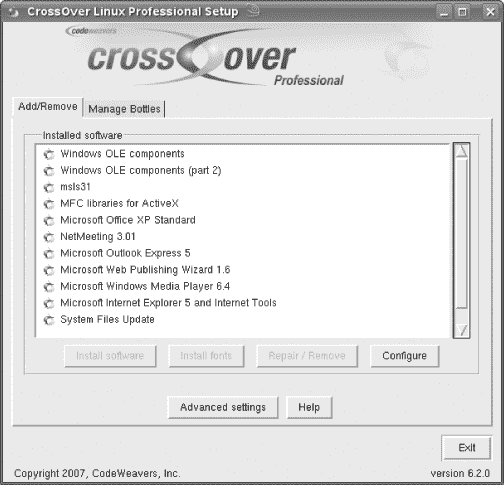 CrossOver Linux Professional Setup
codeweavers
crossover
Professional
Add/Remove
Manage Bottles
Installed software
Windows OLE components
Windows OLE components (part 2)
msls31
MFC libraries for ActiveX
Microsoft Office XP Standard
NetMeeting 3.01
Microsoft Outlook Express 5
Microsoft Web Publishing Wizard 1.6
Microsoft Windows Media Player 6.4
Microsoft Internet Explorer 5 and Internet Tools
System Files Update
Install software Install fonts Repair / Remove Configure
Advanced settings Help
Exit
Copyright 2007, CodeWeavers, Inc. version 6.2.0